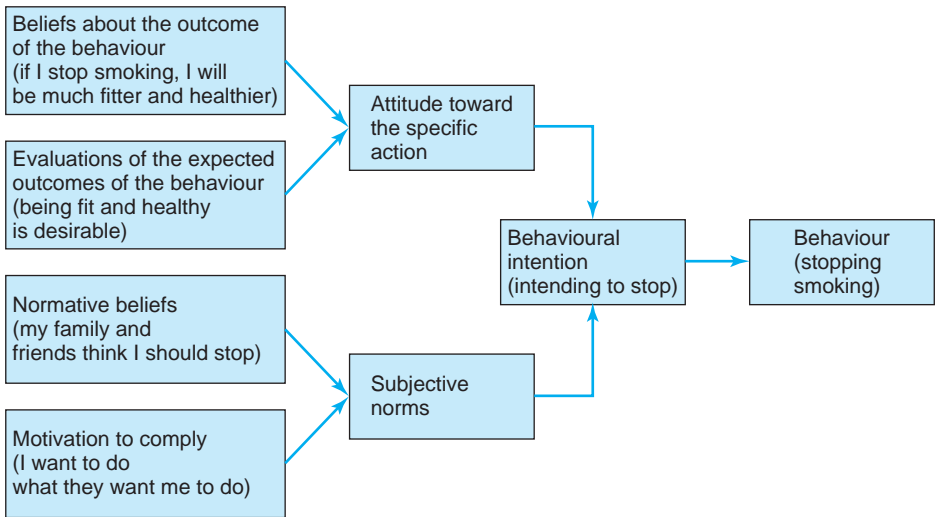 Beliefs about the outcome
of the behaviour
(if I stop smoking, I will
be much fitter and healthier)
Evaluations of the expected
outcomes of the behaviour
(being fit and healthy
is desirable)
Normative beliefs
(my family and
friends think I should stop)
Motivation to comply
(I want to do
what they want me to do)
Attitude toward
the specific
action
Subjective
norms
Behavioural
intention
(intending to stop)
Behaviour
(stopping
smoking)